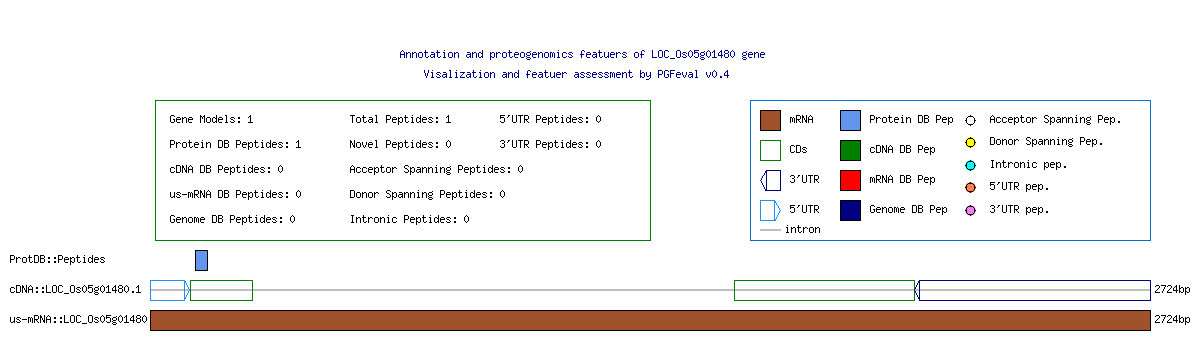 Annotation and proteogenomics featuers of LOC_Os05g01480 gene
Visalization and featuer assessment by PGFeval v0.4
Gene Models: 1
Total Peptides: 1
5'UTR Peptides: 0
Protein DB Peptides: 1
Novel Peptides: 0
3'UTR Peptides: 0
cDNA DB Peptides: 0
Acceptor Spanning Peptides: 0
us-mRNA DB Peptides: 0
Donor Spanning Peptides: 0
Genome DB Peptides: 0
Intronic Peptides: 0
mRNA
Protein DB Pep
Acceptor Spanning Pep.
CDs
cDNA DB Pep
Donor Spanning Pep.
3'UTR
mRNA DB Pep
Intronic pep.
5'UTR
Genome DB Pep
5'UTR pep.
3'UTR pep.
intron
ProtDB::Peptides
cDNA::LOC_Os05g01480.1
2724bp
us-mRNA::LOC_Os05g01480
2724bp